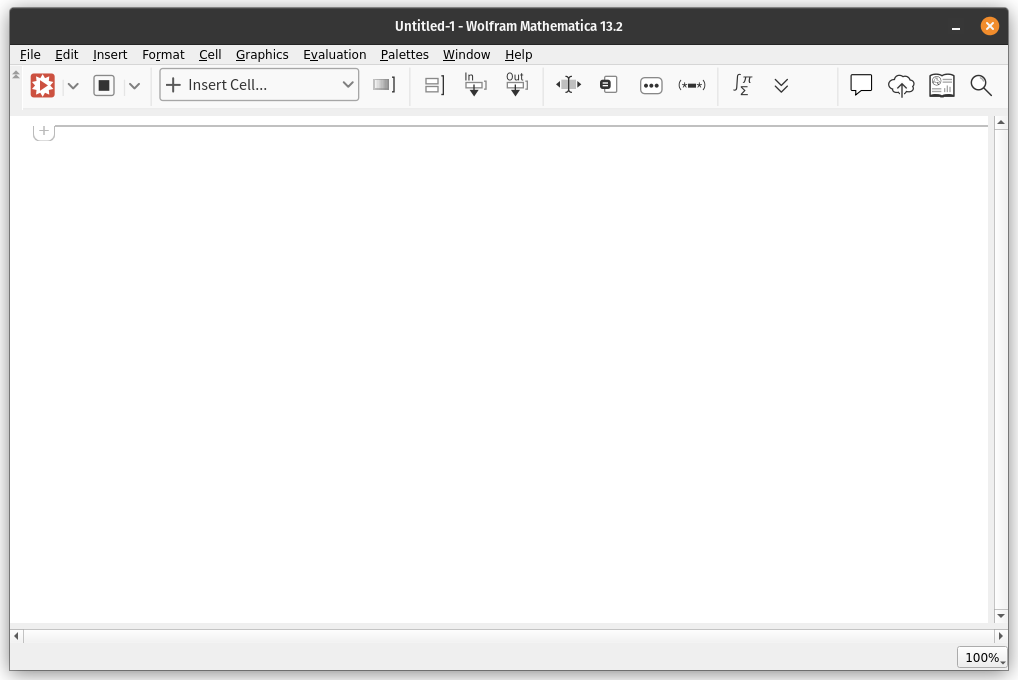 Untitled-1 - Wolfram Mathematica 13.2
File Edit Insert Format Cell Graphics Evaluation Palettes Window Help
Insert Cell... In Out (*=*) ∫π Σ
100%